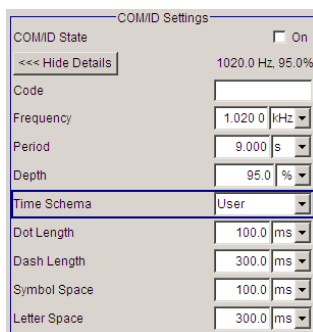 COM/ID Settings
COM/ID State On
<<< Hide Details 1020.0 Hz, 95.0%
Code
Frequency 1.020 0 kHz
Period 9.000 s
Depth 95.0 %
Time Schema User
Dot Length 100.0 ms
Dash Length 300.0 ms
Symbol Space 100.0 ms
Letter Space 300.0 ms